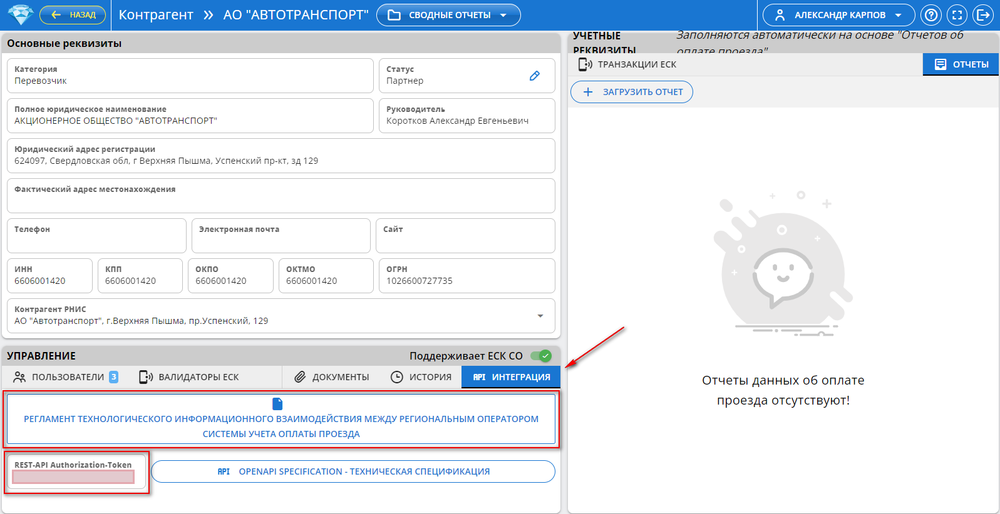 НАЗАД
Контрагент » АО "АВТОТРАНСПОРТ"
СВОДНЫЕ ОТЧЕТЫ
АЛЕКСАНДР КАРПОВ
Основные реквизиты
Категория
Перевозчик
Статус
Партнер
Полное юридическое наименование
АКЦИОНЕРНОЕ ОБЩЕСТВО "АВТОТРАНСПОРТ"
Руководитель
Коротков Александр Евгеньевич
Юридический адрес регистрации
624097, Свердловская обл, г Верхняя Пышма, Успенский пр-кт, зд 129
Фактический адрес местонахождения
Телефон
Электронная почта
Сайт
ИНН
6606001420
КПП
6606001420
ОКПО
6606001420
ОКТМО
6606001420
ОГРН
1026600727735
Контрагент РНИС
АО "Автотранспорт", г.Верхняя Пышма, пр.Успенский, 129
УПРАВЛЕНИЕ
Поддерживает ЕСК СО
ПОЛЬЗОВАТЕЛИ 3
ВАЛИДАТОРЫ ЕСК
ДОКУМЕНТЫ
ИСТОРИЯ
API ИНТЕГРАЦИЯ
РЕГЛАМЕНТ ТЕХНОЛОГИЧЕСКОГО ИНФОРМАЦИОННОГО ВЗАИМОДЕЙСТВИЯ МЕЖДУ РЕГИОНАЛЬНЫМ ОПЕРАТОРОМ
СИСТЕМЫ УЧЕТА ОПЛАТЫ ПРОЕЗДА
REST-API Authorization-Token
API OPENAPI SPECIFICATION - ТЕХНИЧЕСКАЯ СПЕЦИФИКАЦИЯ
УЧЕТНЫЕ
РЕКВИЗИТЫ
Заполняются автоматически на основе "Отчетов об
оплате проезда"
ТРАНЗАКЦИИ ЕСК
ОТЧЕТЫ
ЗАГРУЗИТЬ ОТЧЕТ
Отчеты данных об оплате
проезда отсутствуют!